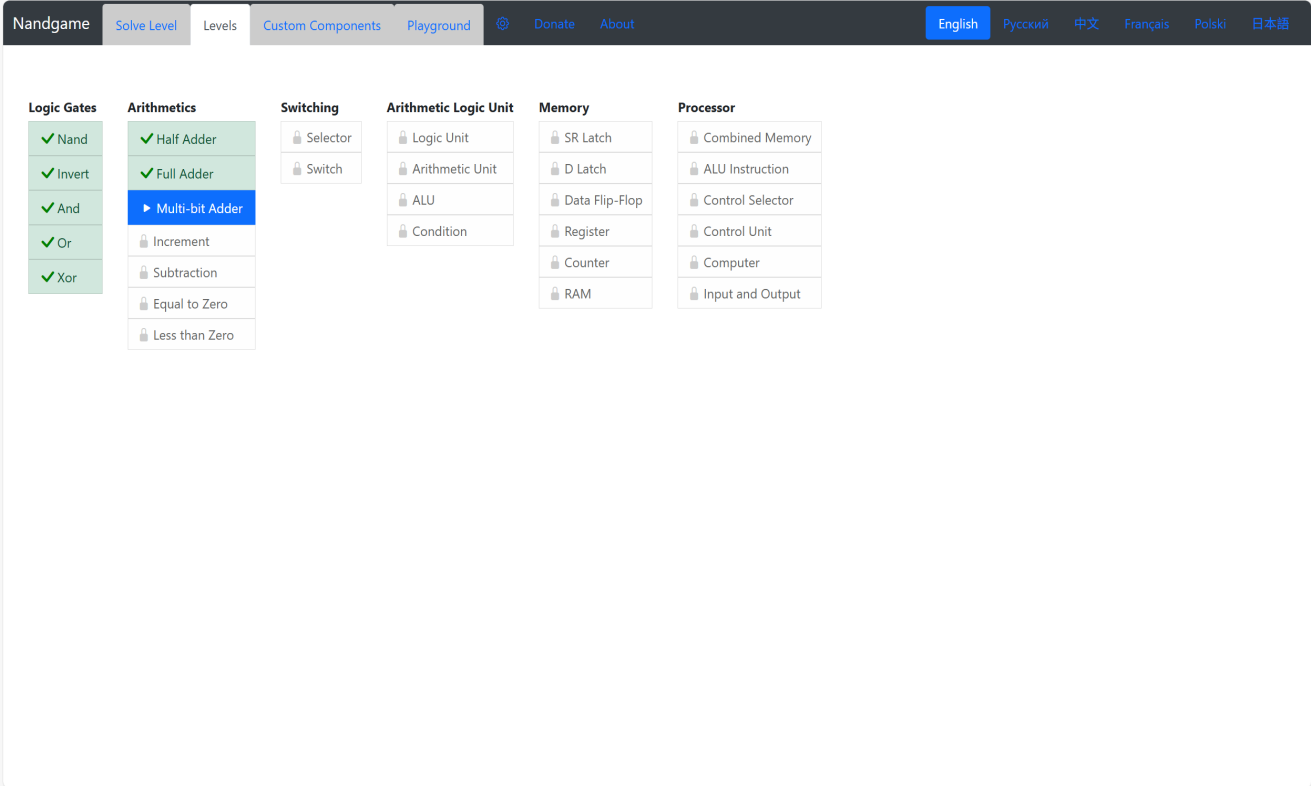 Nandgame Solve Level Levels Custom Components Playground Donate About English Русский 中文 Français Polski 日本語
Logic Gates
Nand
Invert
And
Or
Xor
Arithmetics
Half Adder
Full Adder
Multi-bit Adder
Increment
Subtraction
Equal to Zero
Less than Zero
Switching
Selector
Switch
Arithmetic Logic Unit
Logic Unit
Arithmetic Unit
ALU
Condition
Memory
SR Latch
D Latch
Data Flip-Flop
Register
Counter
RAM
Processor
Combined Memory
ALU Instruction
Control Selector
Control Unit
Computer
Input and Output